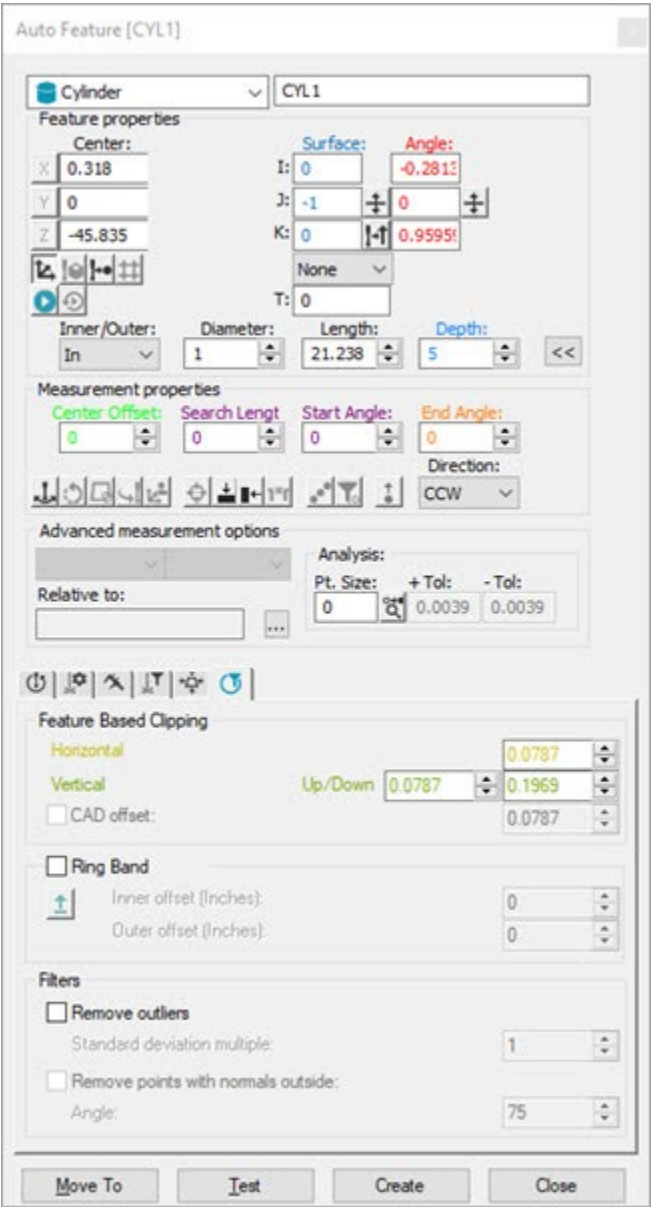 Auto Feature [CYL1]
Cylinder CYL1
Feature properties
Center: Surface: Angle:
X 0.318 I: 0 -0.2813
Y 0 J: -1 0
Z -45.835 K: 0 0.95959
None
T: 0
Inner/Outer: Diameter: Length: Depth:
In 1 21.238 5 <<
Measurement properties
Center Offset: Search Lengt Start Angle: End Angle:
0 0 0 0
Direction:
CCW
Advanced measurement options
Analysis:
Pt. Size: + Tol: - Tol:
0 0.0039 0.0039
Relative to:
...
Feature Based Clipping
Horizontal 0.0787
Vertical Up/Down 0.0787 0.1969
CAD offset: 0.0787
Ring Band
Inner offset (Inches): 0
Outer offset (Inches): 0
Filters
Remove outliers
Standard deviation multiple: 1
Remove points with normals outside:
Angle: 75
Move To Test Create Close